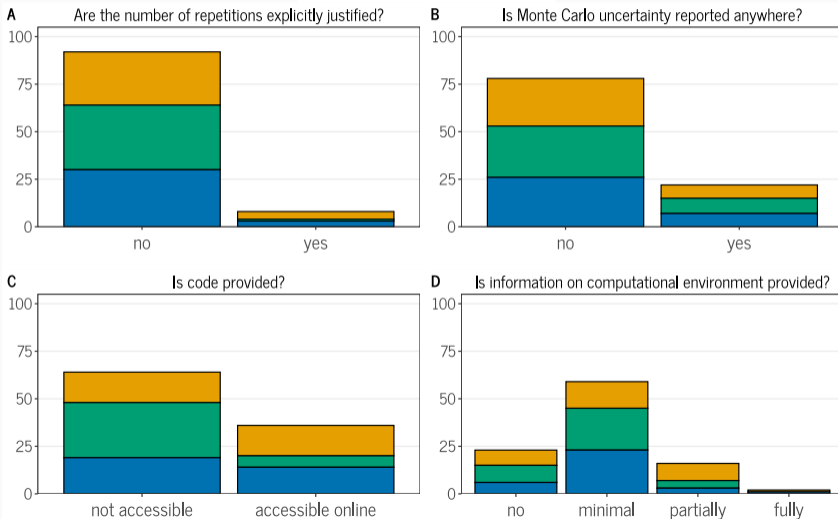 A
Are the number of repetitions explicitly justified?
100
75
50
25
0
no yes
B
Is Monte Carlo uncertainty reported anywhere?
100
75
50
25
0
no yes
C
Is code provided?
100
75
50
25
0
not accessible accessible online
D
Is information on computational environment provided?
100
75
50
25
0
no minimal partially fully